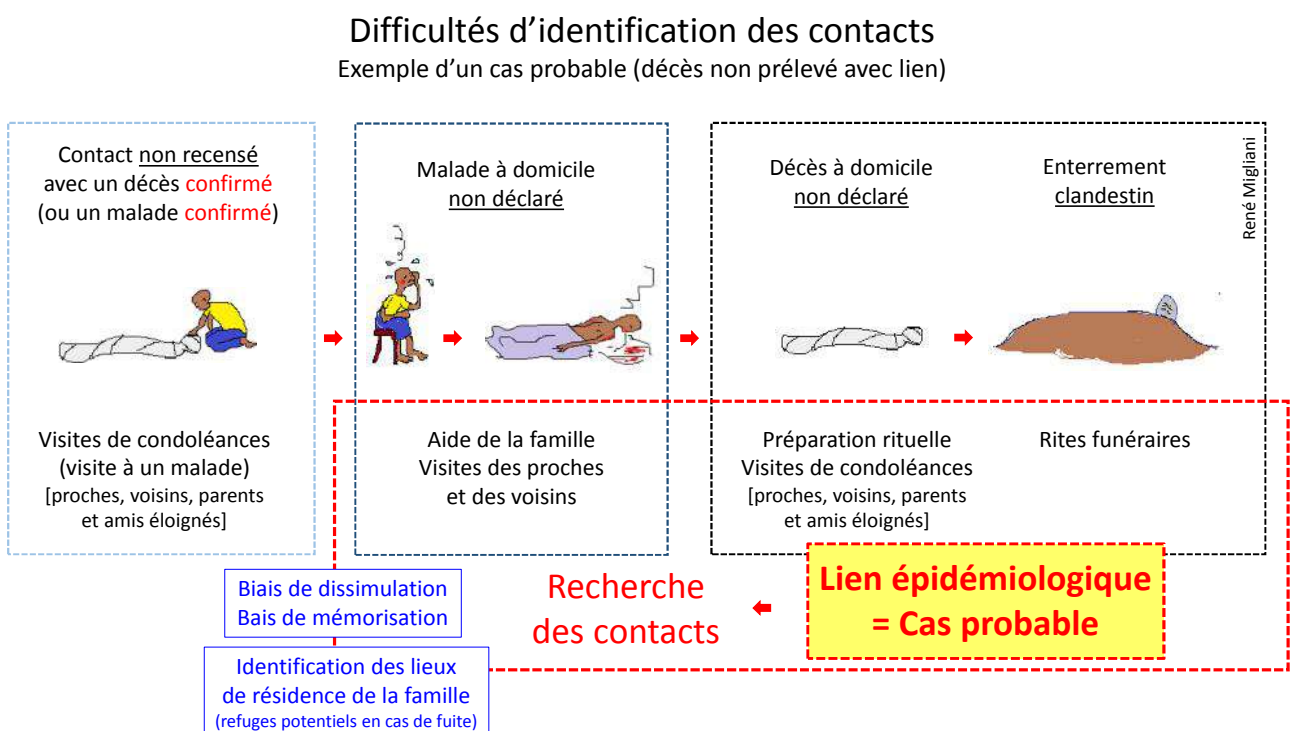 Difficultés d’identification des contacts
Exemple d’un cas probable (décès non prélevé avec lien)
Contact non recensé
avec un décès confirmé
(ou un malade confirmé)
Malade à domicile
non déclaré
Décès à domicile
non déclaré
Enterrement
clandestin
René Migliani
Visites de condoléances
(visite à un malade)
[proches, voisins, parents
et amis éloignés]
Aide de la famille
Visites des proches
et des voisins
Préparation rituelle
Visites de condoléances
[proches, voisins, parents
et amis éloignés]
Rites funéraires
Biais de dissimulation
Bais de mémorisation
Identification des lieux
de résidence de la famille
(refuges potentiels en cas de fuite)
Recherche
des contacts
Lien épidémiologique
= Cas probable